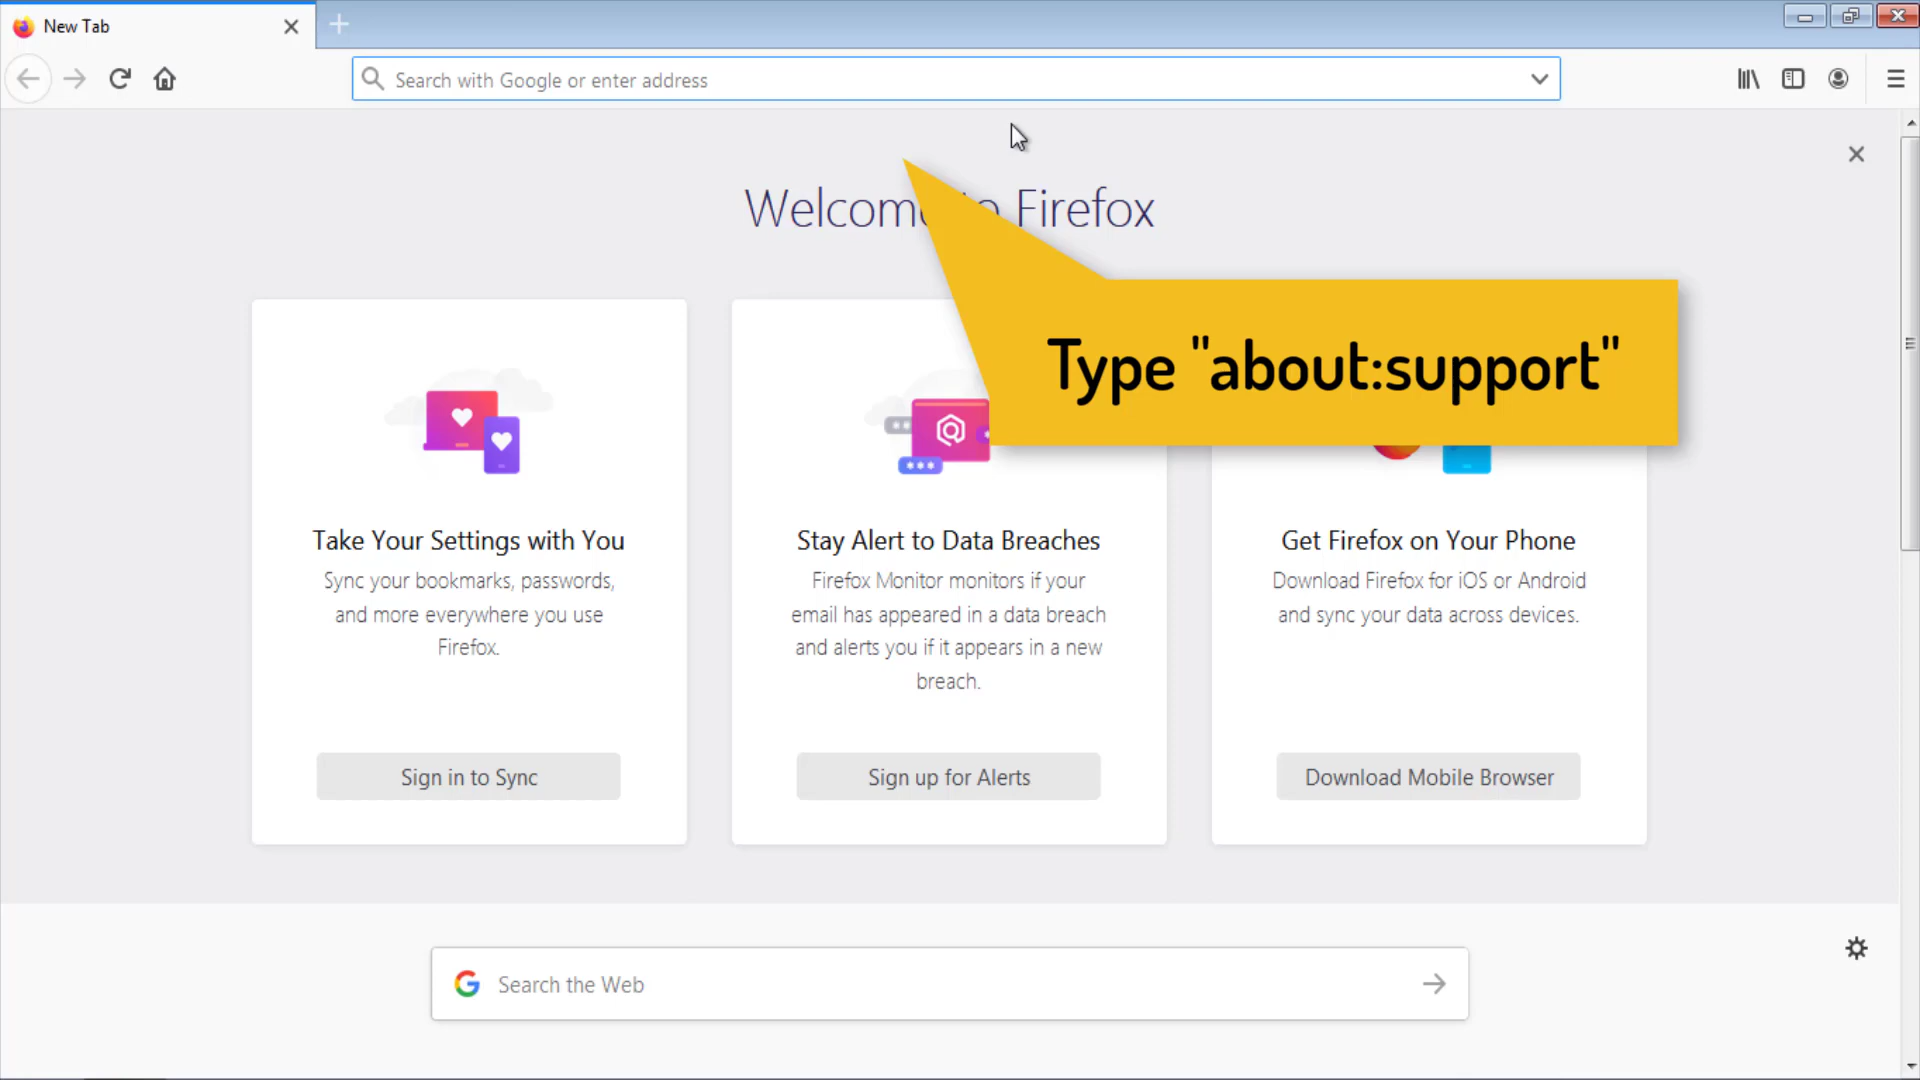 New Tab
Search with Google or enter address
Welcome to Firefox
Type "about:support"
Take Your Settings with You
Sync your bookmarks, passwords,
and more everywhere you use
Firefox.
Sign in to Sync
Stay Alert to Data Breaches
Firefox Monitor monitors if your
email has appeared in a data breach
and alerts you if it appears in a new
breach.
Sign up for Alerts
Get Firefox on Your Phone
Download Firefox for iOS or Android
and sync your data across devices.
Download Mobile Browser
Search the Web